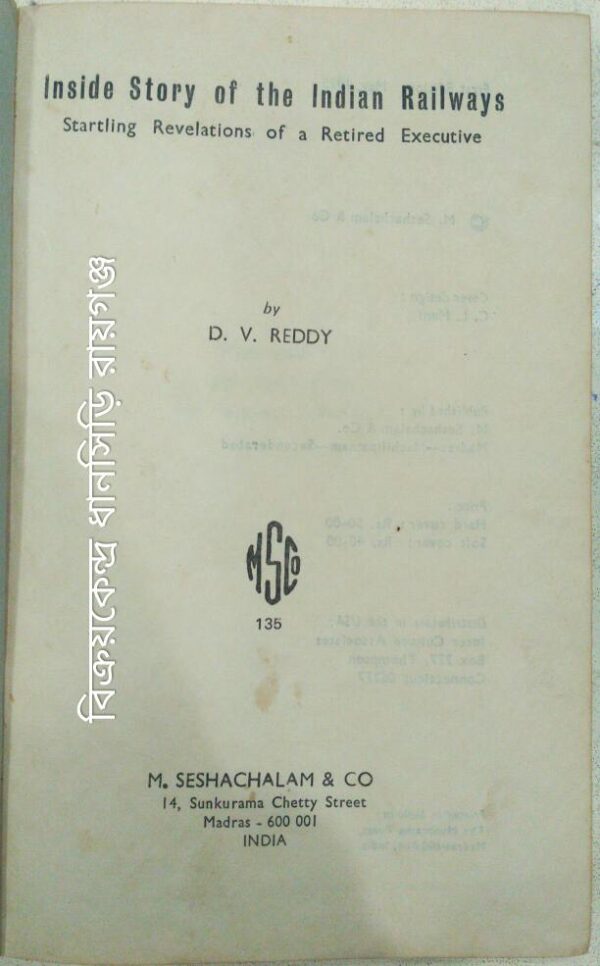 Inside Story of the Indian Railways
Startling Revelations of a Retired Executive
by
D. V. REDDY
MSCo
135
M. SESHACHALAM & CO
14, Sunkurama Chetty Street
Madras - 600 001
INDIA
বিক্রয়কেন্দ্র ধানসিড়ি রায়গঞ্জ